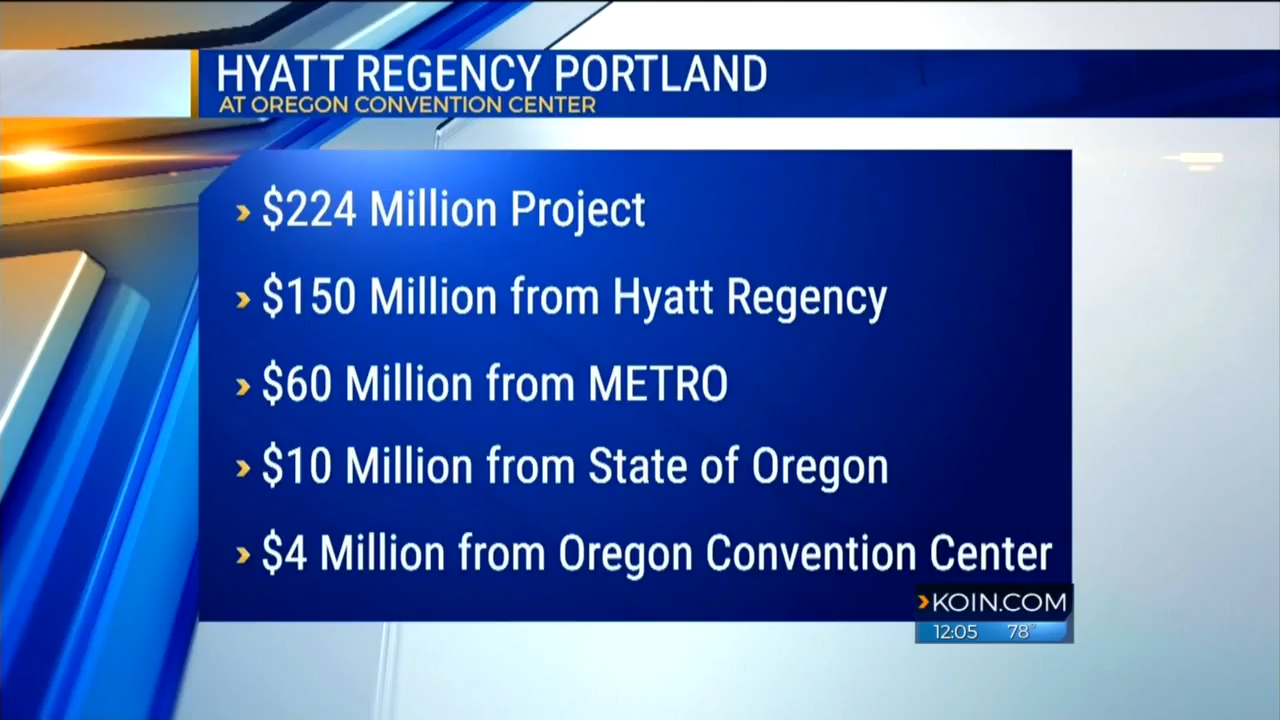 HYATT REGENCY PORTLAND
AT OREGON CONVENTION CENTER
$224 Million Project
$150 Million from Hyatt Regency
$60 Million from METRO
$10 Million from State of Oregon
$4 Million from Oregon Convention Center
KOIN.COM
12:05 78°